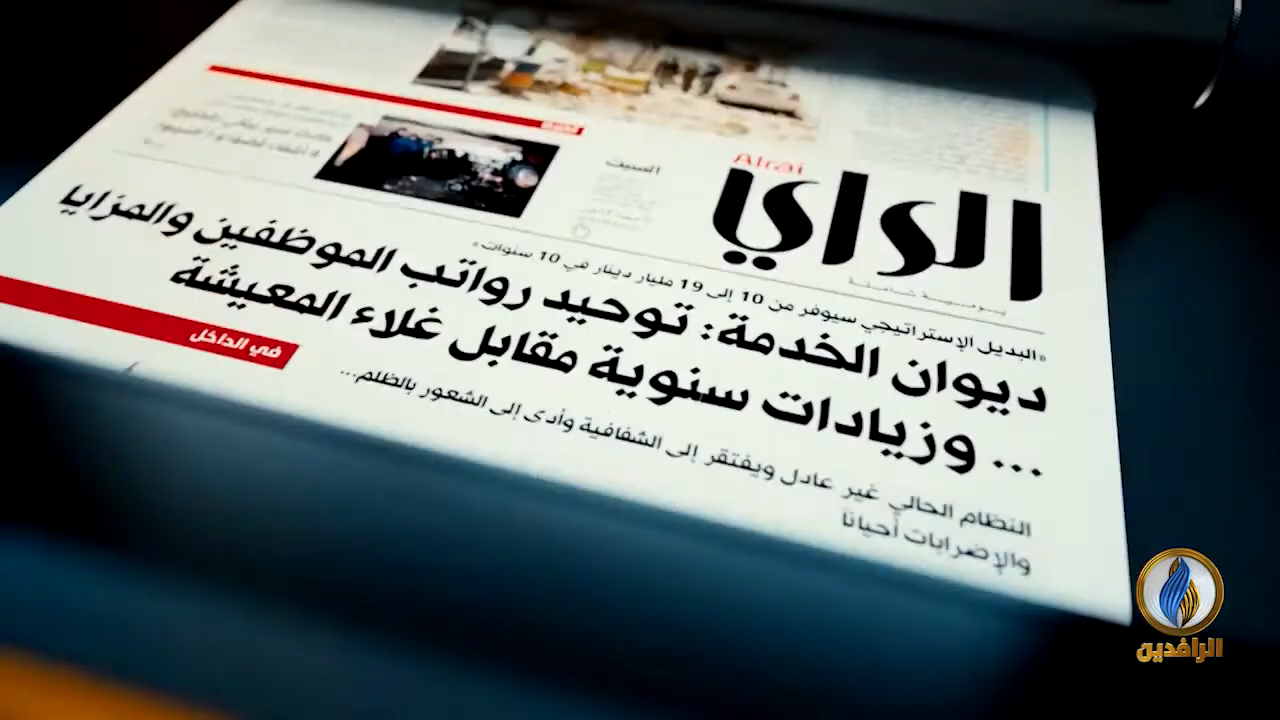 السبت
Alrai
الراي
يومية شاملة
«البديل الإستراتيجي سيوفر من 10 إلى 19 مليار دينار في 10 سنوات»
ديوان الخدمة: توحيد رواتب الموظفين والمزايا
... وزيادات سنوية مقابل غلاء المعيشة
النظام الحالي غير عادل ويفتقر إلى الشفافية وأدى إلى الشعور بالظلم...
والإضرابات أحياناً
في الداخل
الرافدين